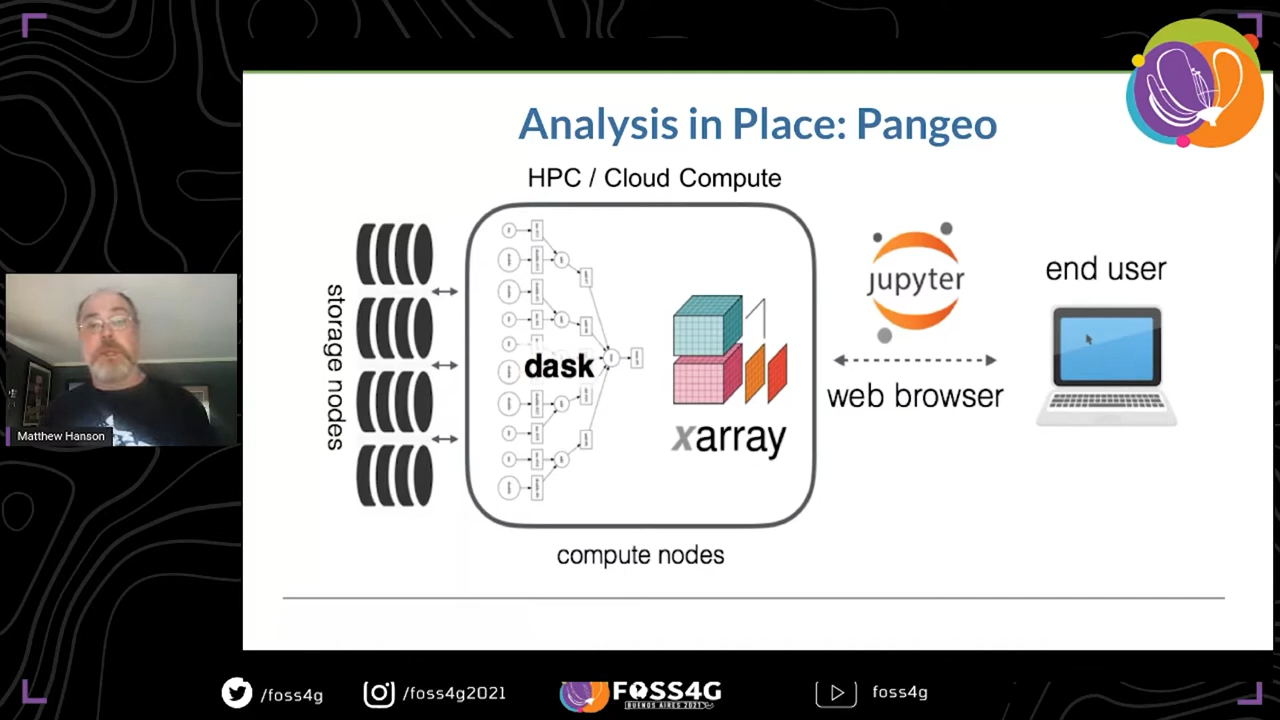 Analysis in Place: Pangeo
HPC / Cloud Compute
storage nodes
dask
xarray
compute nodes
jupyter
web browser
end user
Matthew Hanson
/foss4g
/foss4g2021
FOSS4G
BUENOS AIRES 2021
foss4g